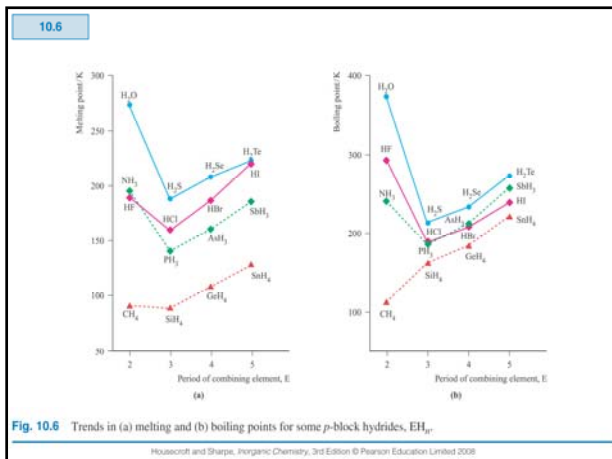 10.6
Melting point/K
300
250
200
150
100
50
H₂O
NH₃
HF
H₂S
HCl
PH₃
H₂Se
HBr
AsH₃
H₂Te
HI
SbH₃
CH₄
SiH₄
GeH₄
SnH₄
2 3 4 5
Period of combining element, E
(a)
Boiling point/K
400
300
200
100
H₂O
HF
NH₃
H₂S
HCl
PH₃
SiH₄
H₂Se
AsH₃
HBr
GeH₄
H₂Te
SbH₃
HI
SnH₄
CH₄
2 3 4 5
Period of combining element, E
(b)
Fig. 10.6 Trends in (a) melting and (b) boiling points for some p-block hydrides, EHₙ.
Housecroft and Sharpe, Inorganic Chemistry, 3rd Edition © Pearson Education Limited 2008